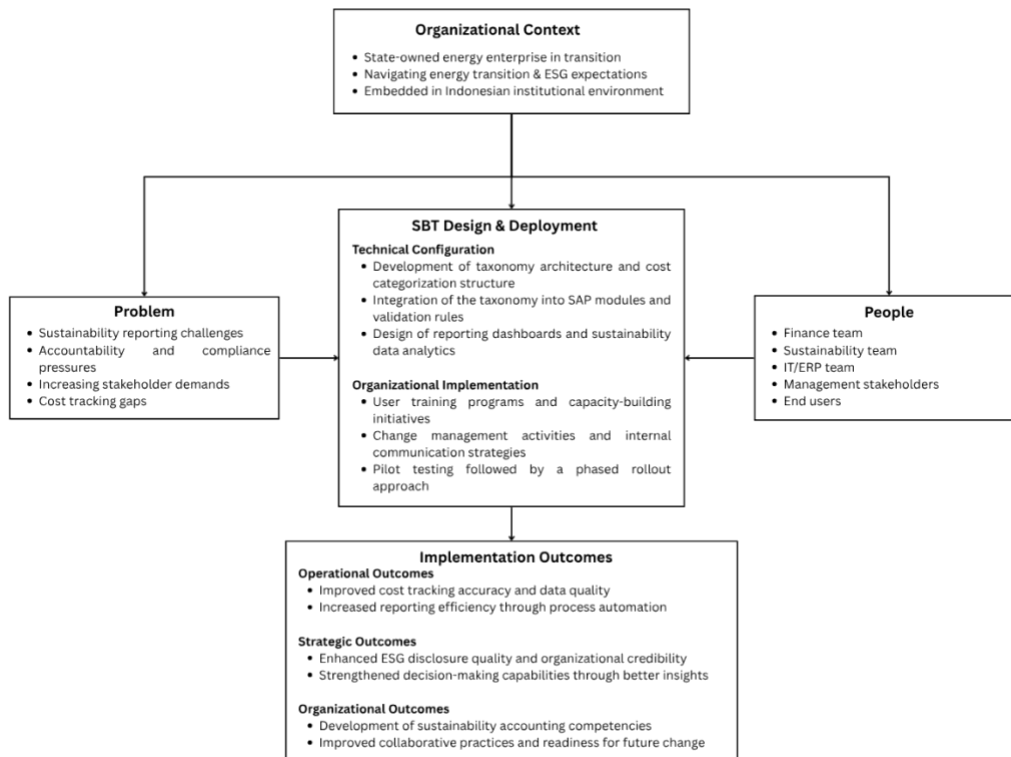 Organizational Context
• State-owned energy enterprise in transition
• Navigating energy transition & ESG expectations
• Embedded in Indonesian institutional environment
SBT Design & Deployment
Technical Configuration
• Development of taxonomy architecture and cost
categorization structure
• Integration of the taxonomy into SAP modules and
validation rules
• Design of reporting dashboards and sustainability
data analytics
Organizational Implementation
• User training programs and capacity-building
initiatives
• Change management activities and internal
communication strategies
• Pilot testing followed by a phased rollout
approach
Problem
• Sustainability reporting challenges
• Accountability and compliance
pressures
• Increasing stakeholder demands
• Cost tracking gaps
People
• Finance team
• Sustainability team
• IT/ERP team
• Management stakeholders
• End users
Implementation Outcomes
Operational Outcomes
• Improved cost tracking accuracy and data quality
• Increased reporting efficiency through process automation
Strategic Outcomes
• Enhanced ESG disclosure quality and organizational credibility
• Strengthened decision-making capabilities through better insights
Organizational Outcomes
• Development of sustainability accounting competencies
• Improved collaborative practices and readiness for future change